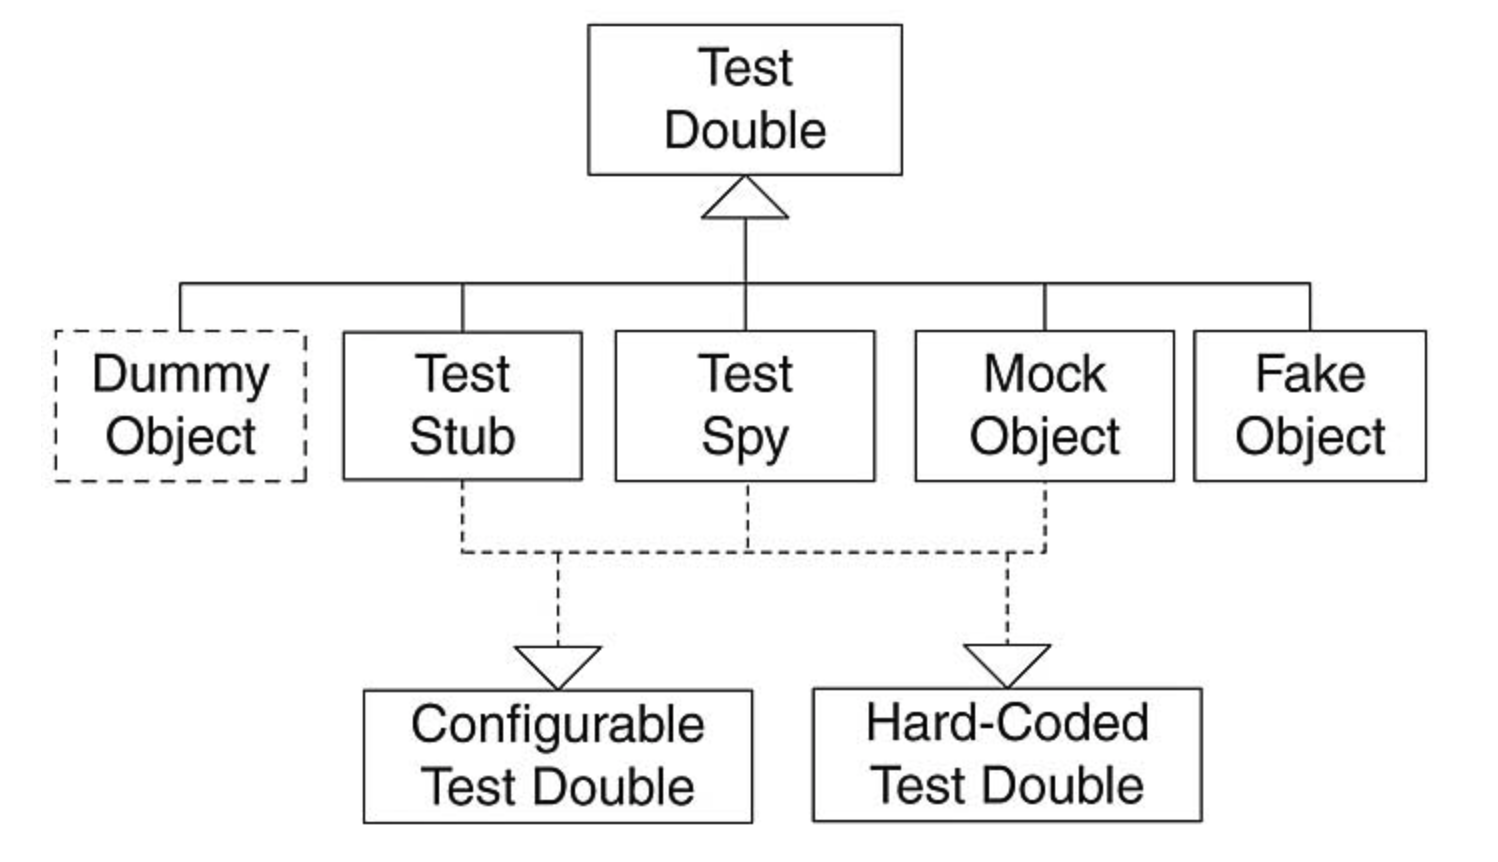 Test
Double
Dummy
Object
Test
Stub
Test
Spy
Mock
Object
Fake
Object
Configurable
Test Double
Hard-Coded
Test Double